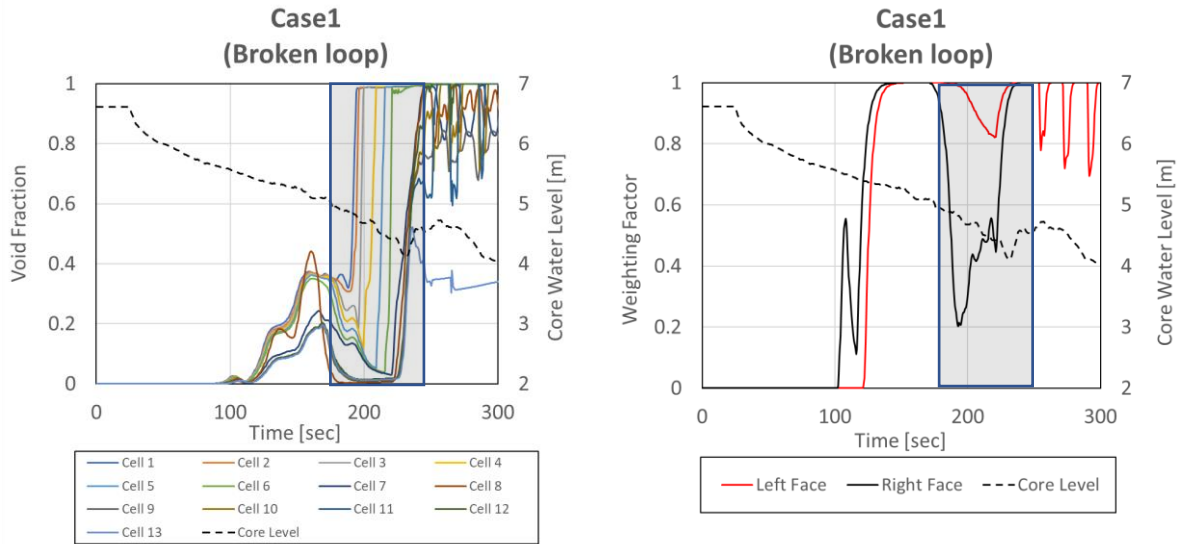 Case1
(Broken loop)
1
0.8
0.6
0.4
0.2
0
Void Fraction
7
6
5
4
3
2
Core Water Level [m]
0
100
200
300
Time [sec]
Cell 1
Cell 2
Cell 3
Cell 4
Cell 5
Cell 6
Cell 7
Cell 8
Cell 9
Cell 10
Cell 11
Cell 12
Cell 13
Core Level
Case1
(Broken loop)
1
0.8
0.6
0.4
0.2
0
Weighting Factor
7
6
5
4
3
2
Core Water Level [m]
0
100
200
300
Time [sec]
Left Face
Right Face
Core Level